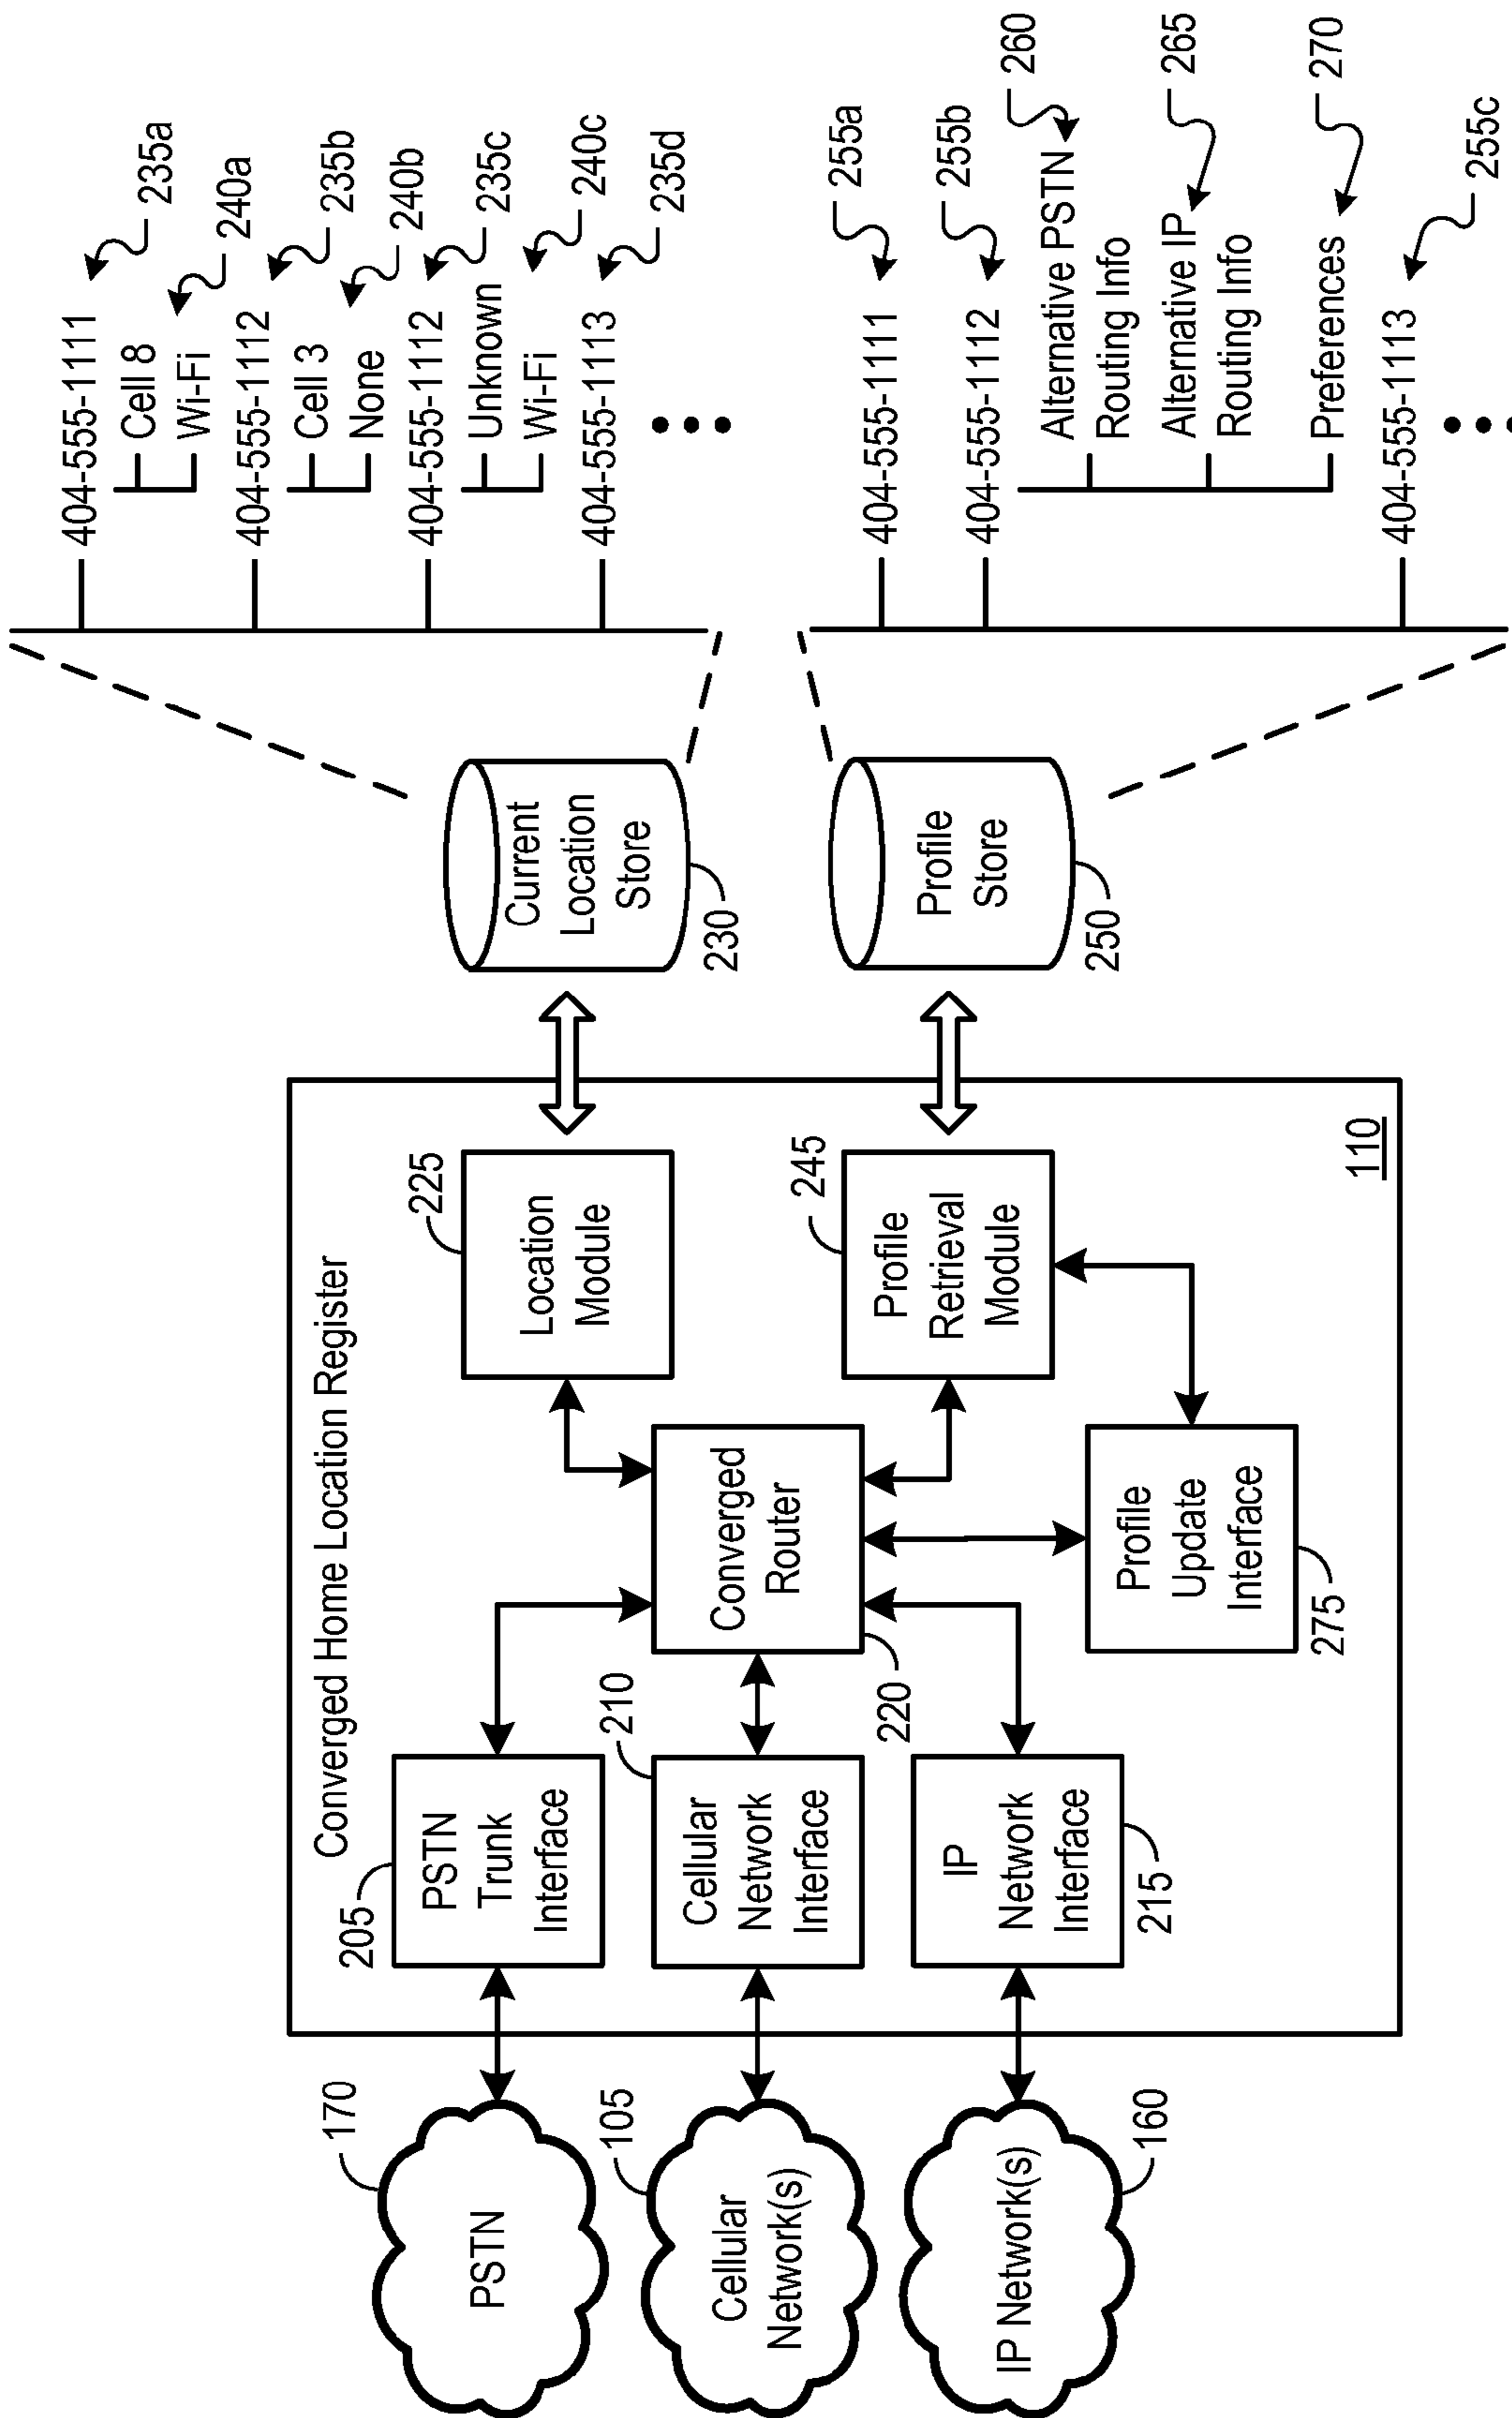 Converged Home Location Register
110
PSTN
170
Cellular
Network(s)
105
IP Network(s)
160
205
PSTN
Trunk
Interface
210
Cellular
Network
Interface
IP
Network
Interface
215
Converged
Router
220
225
Location
Module
245
Profile
Retrieval
Module
Profile
Update
Interface
275
Current
Location
Store
230
Profile
Store
250
404-555-1111
235a
Cell 8
Wi-Fi
240a
404-555-1112
235b
Cell 3
None
240b
404-555-1112
235c
Unknown
Wi-Fi
240c
404-555-1113
235d
404-555-1111
255a
404-555-1112
255b
Alternative PSTN
Routing Info
260
Alternative IP
Routing Info
265
Preferences
270
404-555-1113
255c